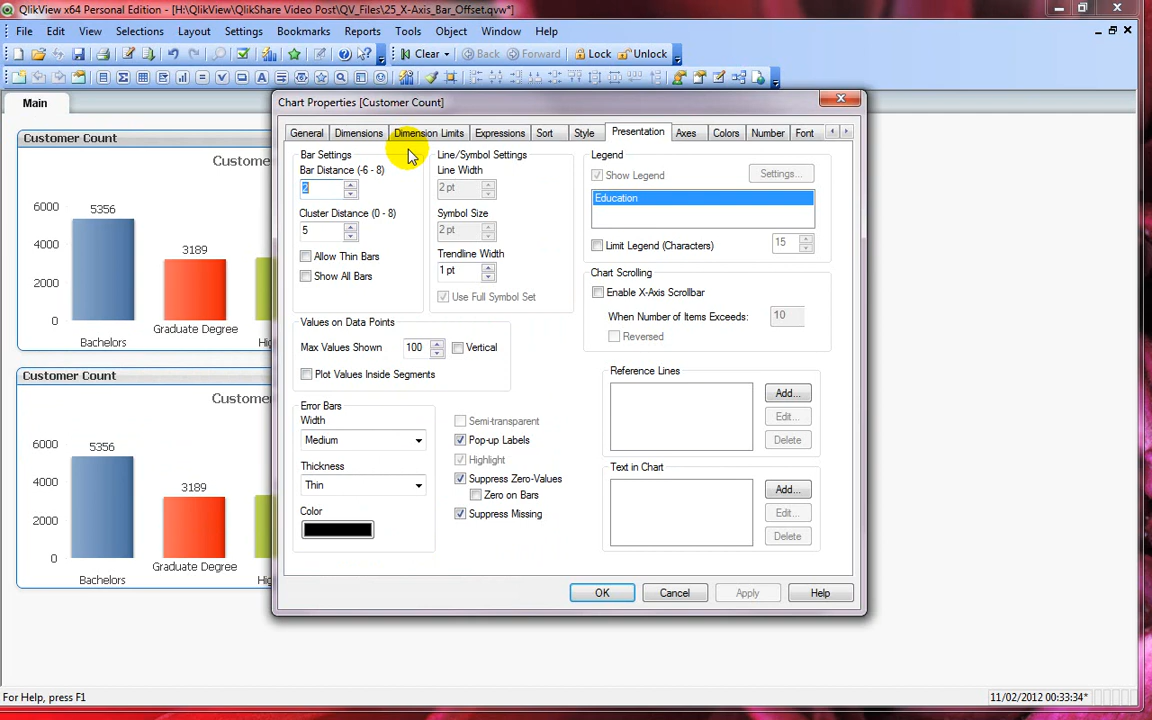 QlikView x64 Personal Edition - [H:\QlikView\QlikShare Video Post\QV_Files\25_X-Axis_Bar_Offset.qvw*]
File Edit View Selections Layout Settings Bookmarks Reports Tools Object Window Help
Clear Back Forward Lock Unlock
Main
Chart Properties [Customer Count]
General Dimensions Dimension Limits Expressions Sort Style Presentation Axes Colors Number Font
Customer Count
Custome
6000
4000
2000
0
5356
3189
Bachelors
Graduate Degree
Hi
Customer Count
Custome
6000
4000
2000
0
5356
3189
Bachelors
Graduate Degree
Hi
Bar Settings
Bar Distance (-6 - 8)
2
Cluster Distance (0 - 8)
5
Allow Thin Bars
Show All Bars
Line/Symbol Settings
Line Width
2 pt
Symbol Size
2 pt
Trendline Width
1 pt
Use Full Symbol Set
Legend
Show Legend
Settings...
Education
Limit Legend (Characters)
15
Chart Scrolling
Enable X-Axis Scrollbar
When Number of Items Exceeds:
10
Reversed
Values on Data Points
Max Values Shown
100
Vertical
Plot Values Inside Segments
Error Bars
Width
Medium
Thickness
Thin
Color
Semi-transparent
Pop-up Labels
Highlight
Suppress Zero-Values
Zero on Bars
Suppress Missing
Reference Lines
Add...
Edit...
Delete
Text in Chart
Add...
Edit...
Delete
OK Cancel Apply Help
For Help, press F1
11/02/2012 00:33:34*